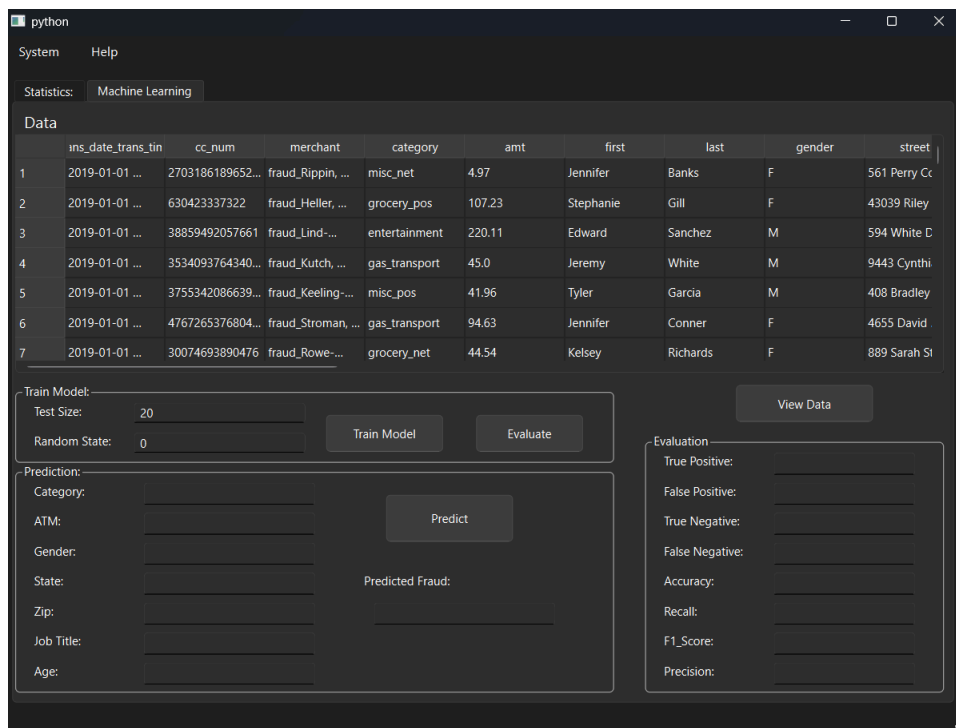 python
System Help
Statistics: Machine Learning
Data
ans_date_trans_tin cc_num merchant category amt first last gender street
1 2019-01-01 ... 2703186189652... fraud_Rippin, ... misc_net 4.97 Jennifer Banks F 561 Perry Co
2 2019-01-01 ... 630423337322 fraud_Heller, ... grocery_pos 107.23 Stephanie Gill F 43039 Riley
3 2019-01-01 ... 38859492057661 fraud_Lind-... entertainment 220.11 Edward Sanchez M 594 White D
4 2019-01-01 ... 3534093764340... fraud_Kutch, ... gas_transport 45.0 Jeremy White M 9443 Cynthi
5 2019-01-01 ... 3755342086639... fraud_Keeling-... misc_pos 41.96 Tyler Garcia M 408 Bradley
6 2019-01-01 ... 4767265376804... fraud_Stroman, ... gas_transport 94.63 Jennifer Conner F 4655 David
7 2019-01-01 ... 30074693890476 fraud_Rowe-... grocery_net 44.54 Kelsey Richards F 889 Sarah St
Train Model:
Test Size: 20
Random State: 0
Train Model
Evaluate
View Data
Prediction:
Category:
ATM:
Gender:
State:
Zip:
Job Title:
Age:
Predict
Predicted Fraud:
Evaluation
True Positive:
False Positive:
True Negative:
False Negative:
Accuracy:
Recall:
F1_Score:
Precision: